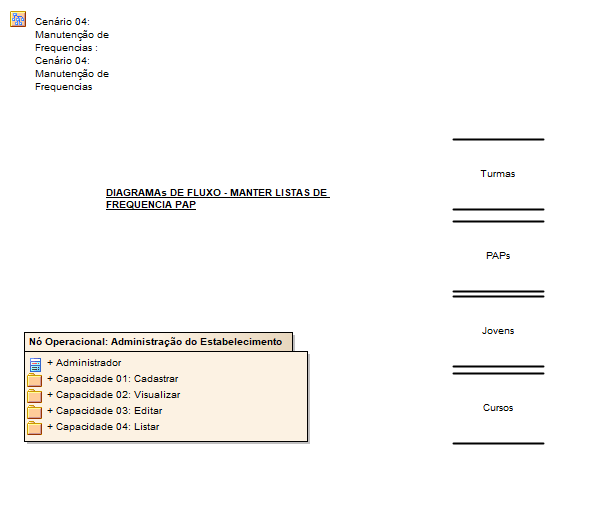 Cenário 04:
Manutenção de
Frequencias :
Cenário 04:
Manutenção de
Frequencias
Turmas
DIAGRAMAs DE FLUXO - MANTER LISTAS DE
FREQUENCIA PAP
PAPs
Jovens
Nó Operacional: Administração do Estabelecimento
+ Administrador
+ Capacidade 01: Cadastrar
+ Capacidade 02: Visualizar
+ Capacidade 03: Editar
+ Capacidade 04: Listar
Cursos